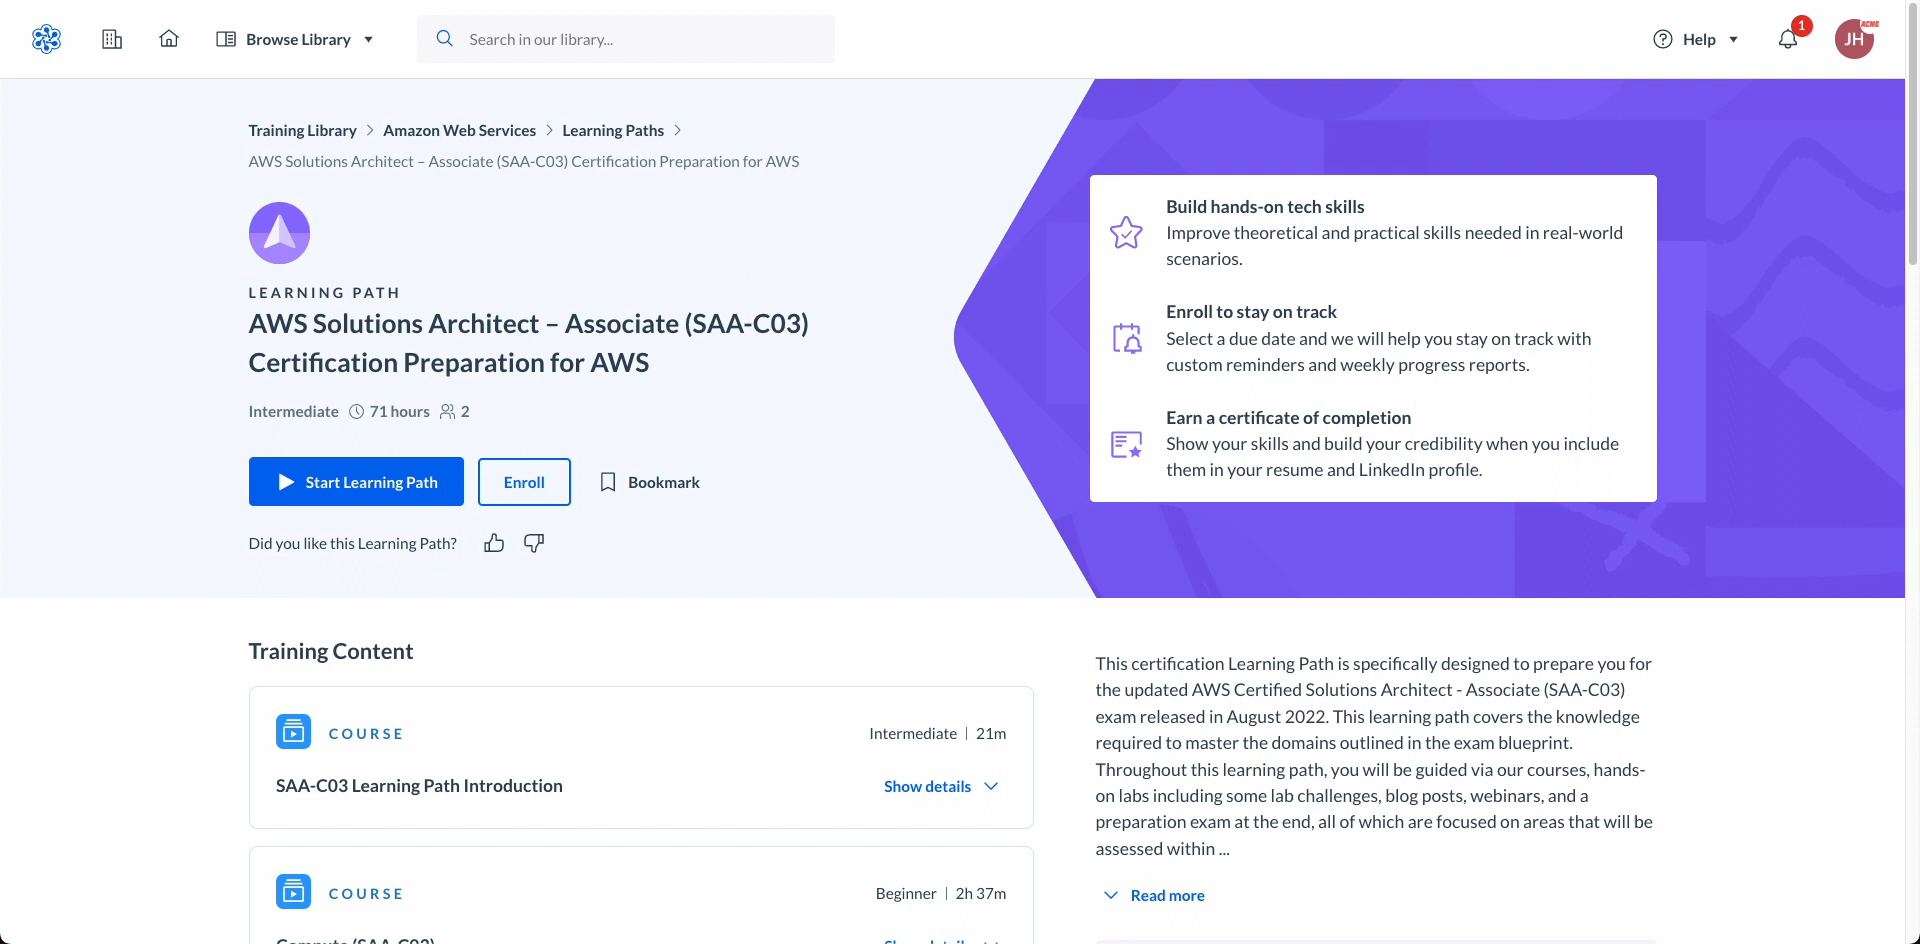 Browse Library
Search in our library...
Help
1
JH
ACME
Training Library > Amazon Web Services > Learning Paths >
AWS Solutions Architect – Associate (SAA-C03) Certification Preparation for AWS
LEARNING PATH
AWS Solutions Architect – Associate (SAA-C03)
Certification Preparation for AWS
Intermediate 71 hours 2
Start Learning Path
Enroll
Bookmark
Did you like this Learning Path?
Build hands-on tech skills
Improve theoretical and practical skills needed in real-world
scenarios.
Enroll to stay on track
Select a due date and we will help you stay on track with
custom reminders and weekly progress reports.
Earn a certificate of completion
Show your skills and build your credibility when you include
them in your resume and LinkedIn profile.
Training Content
COURSE
Intermediate | 21m
SAA-C03 Learning Path Introduction
Show details
COURSE
Beginner | 2h 37m
Compute (SAA-C03)
Show details
This certification Learning Path is specifically designed to prepare you for
the updated AWS Certified Solutions Architect - Associate (SAA-C03)
exam released in August 2022. This learning path covers the knowledge
required to master the domains outlined in the exam blueprint.
Throughout this learning path, you will be guided via our courses, hands-
on labs including some lab challenges, blog posts, webinars, and a
preparation exam at the end, all of which are focused on areas that will be
assessed within ...
Read more